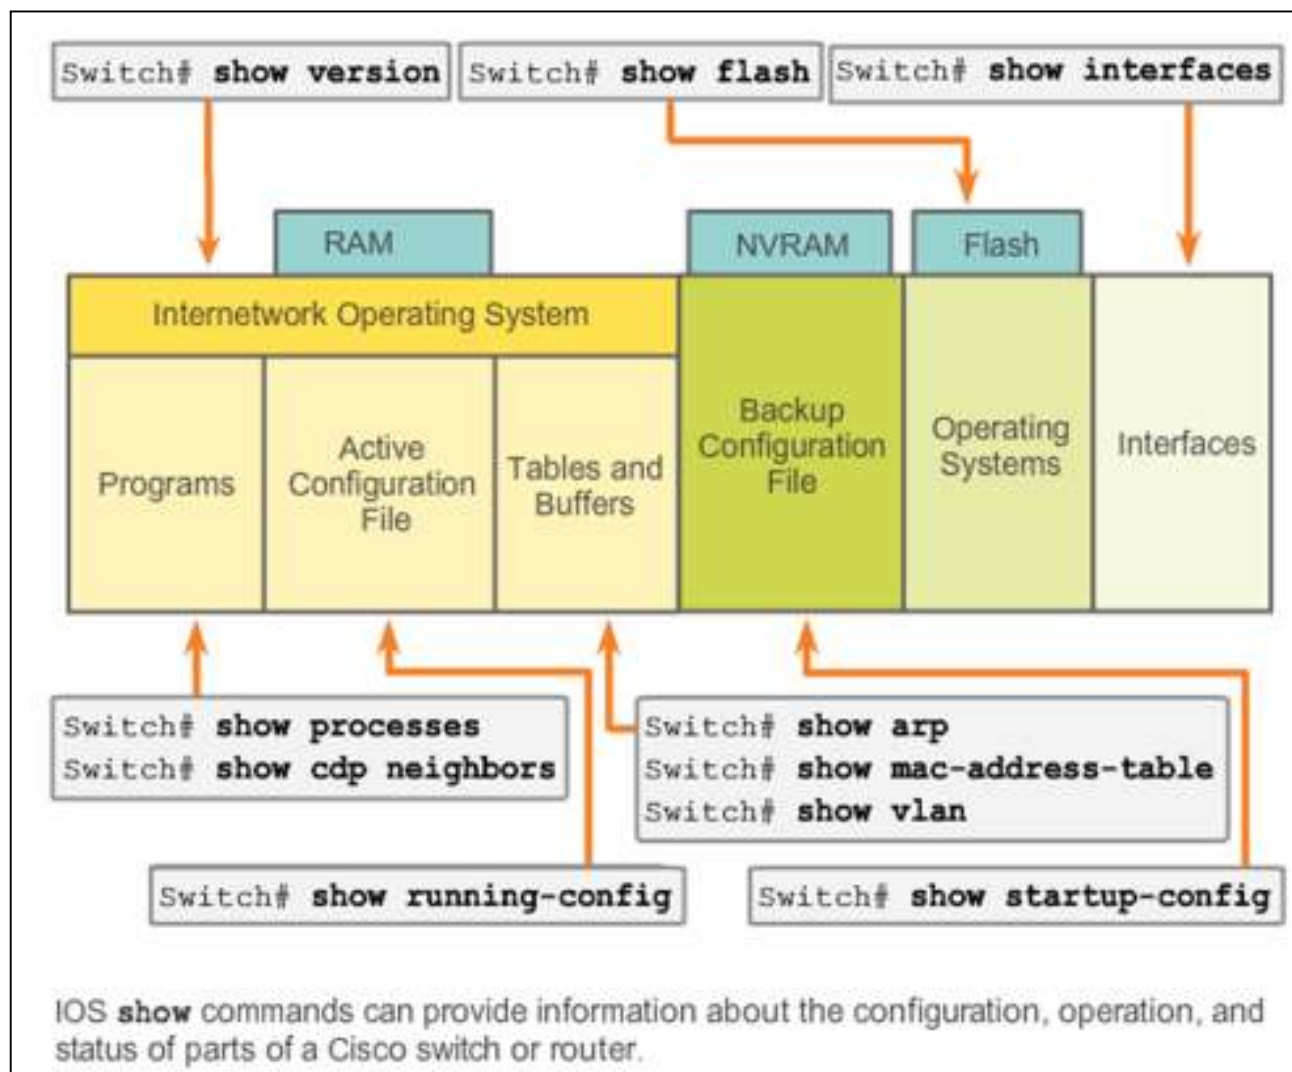 Switch# show version
Switch# show flash
Switch# show interfaces
RAM
NVRAM
Flash
Internetwork Operating System
Programs
Active
Configuration
File
Tables and
Buffers
Backup
Configuration
File
Operating
Systems
Interfaces
Switch# show processes
Switch# show cdp neighbors
Switch# show arp
Switch# show mac-address-table
Switch# show vlan
Switch# show running-config
Switch# show startup-config
IOS show commands can provide information about the configuration, operation, and
status of parts of a Cisco switch or router.